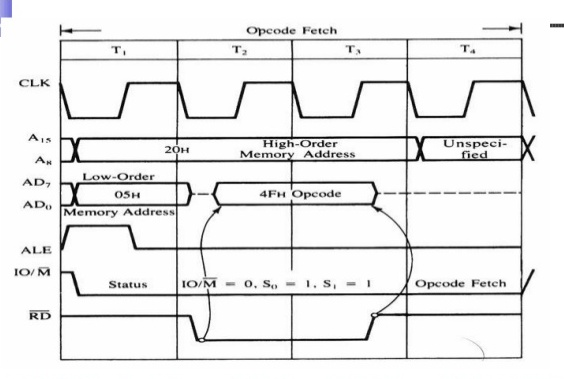 Opcode Fetch
T₁ T₂ T₃ T₄
CLK
A₁₅
A₈
20H
High-Order
Memory Address
Unspeci-
fied
AD₇
AD₀
Low-Order
05H
Memory Address
4FH Opcode
ALE
IO/M̅
Status IO/M̅ = 0, S₀ = 1, S₁ = 1 Opcode Fetch
R̅D̅